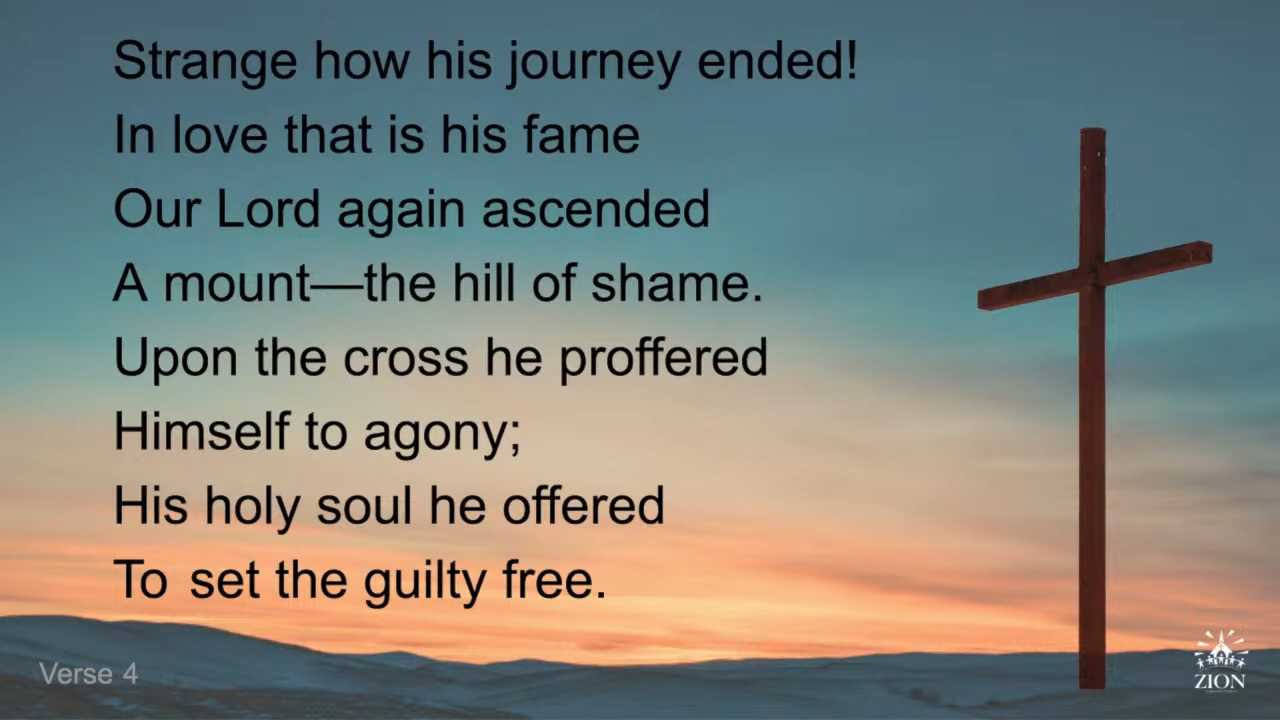 Strange how his journey ended!
In love that is his fame
Our Lord again ascended
A mount—the hill of shame.
Upon the cross he proffered
Himself to agony;
His holy soul he offered
To set the guilty free.
Verse 4
ZION